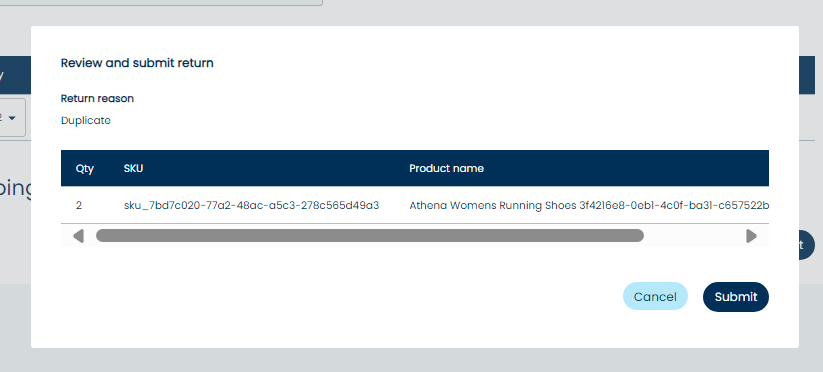 Review and submit return
Return reason
Duplicate
Qty SKU Product name
2 sku_7bd7c020-77a2-48ac-a5c3-278c565d49a3 Athena Womens Running Shoes 3f4216e8-0eb1-4c0f-ba31-c657522b
Cancel Submit